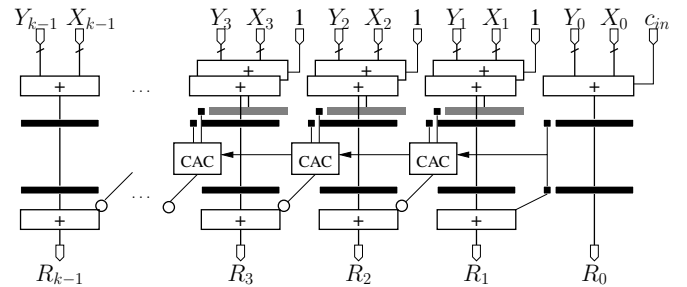 Y_{k−1} X_{k−1} Y_3 X_3 1 Y_2 X_2 1 Y_1 X_1 1 Y_0 X_0 c_{in}
+ + +
+ ... +
CAC CAC CAC
...
+ + + +
R_{k−1} R_3 R_2 R_1 R_0